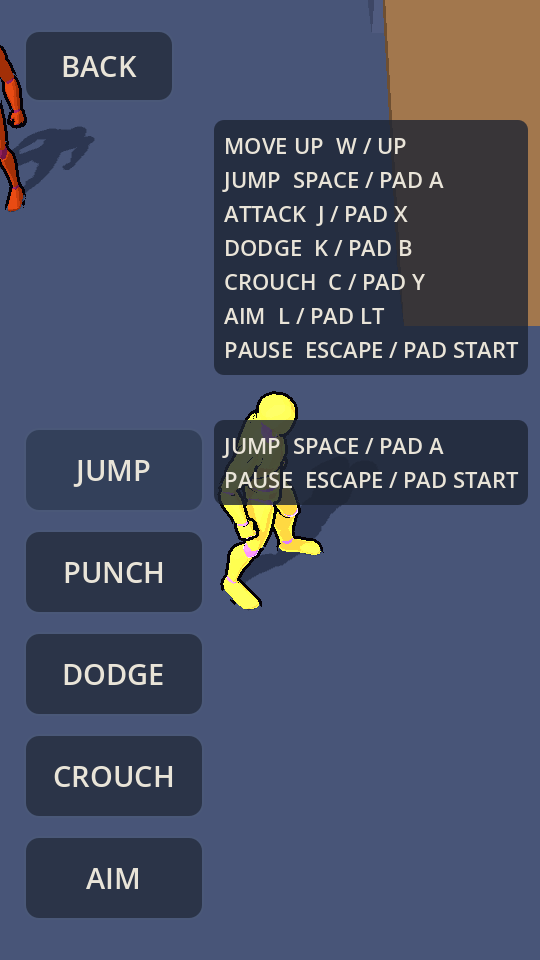 BACK
MOVE UP  W / UP
JUMP  SPACE / PAD A
ATTACK  J / PAD X
DODGE  K / PAD B
CROUCH  C / PAD Y
AIM  L / PAD LT
PAUSE  ESCAPE / PAD START
JUMP  SPACE / PAD A
PAUSE  ESCAPE / PAD START
JUMP
PUNCH
DODGE
CROUCH
AIM